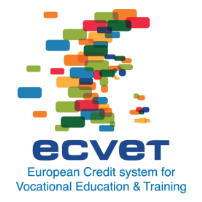 ecvet
European Credit system for
Vocational Education & Training